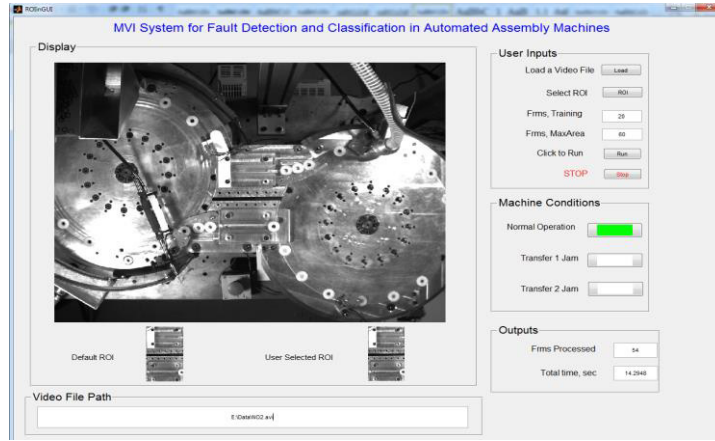 ROSinGUI
MVI System for Fault Detection and Classification in Automated Assembly Machines
Display
Default ROI
User Selected ROI
Video File Path
User Inputs
Load a Video File Load
Select ROI ROI
Frms, Training 20
Frms, MaxArea 60
Click to Run Run
STOP Stop
Machine Conditions
Normal Operation
Transfer 1 Jam
Transfer 2 Jam
Outputs
Frms Processed 54
Total time, sec